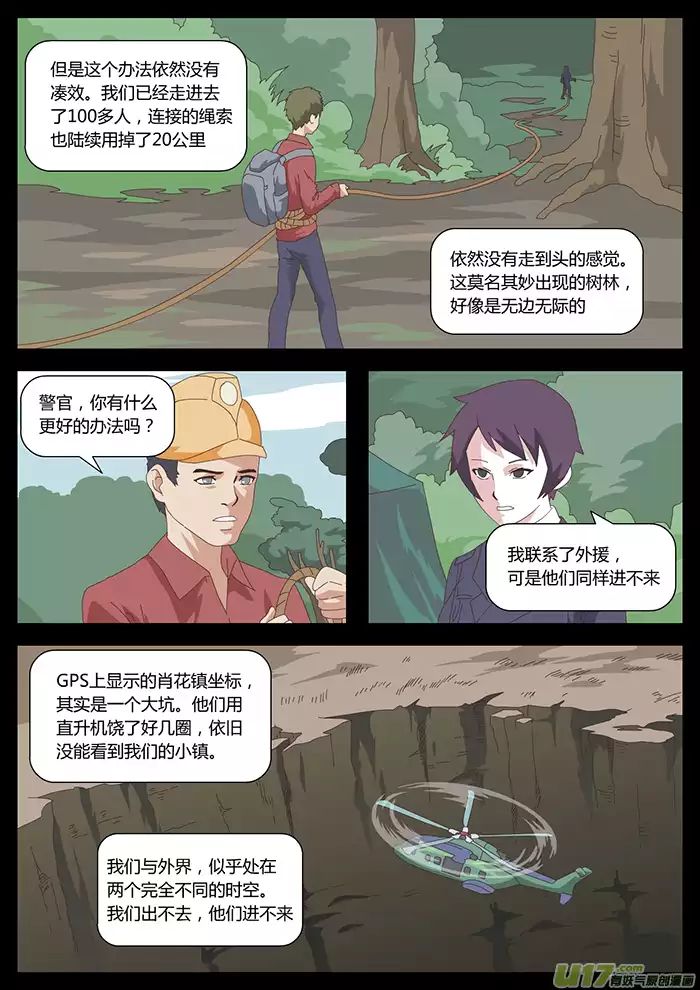 但是这个办法依然没有
凑效。我们已经走进去
了100多人，连接的绳索
也陆续用掉了20公里
依然没有走到头的感觉。
这莫名其妙出现的树林，
好像是无边无际的
警官，你有什么
更好的办法吗？
我联系了外援，
可是他们同样进不来
GPS上显示的肖花镇坐标，
其实是一个大坑。他们用
直升机饶了好几圈，依旧
没能看到我们的小镇。
我们与外界，似乎处在
两个完全不同的时空。
我们出不去，他们进不来
U17.com
有妖气原创漫画